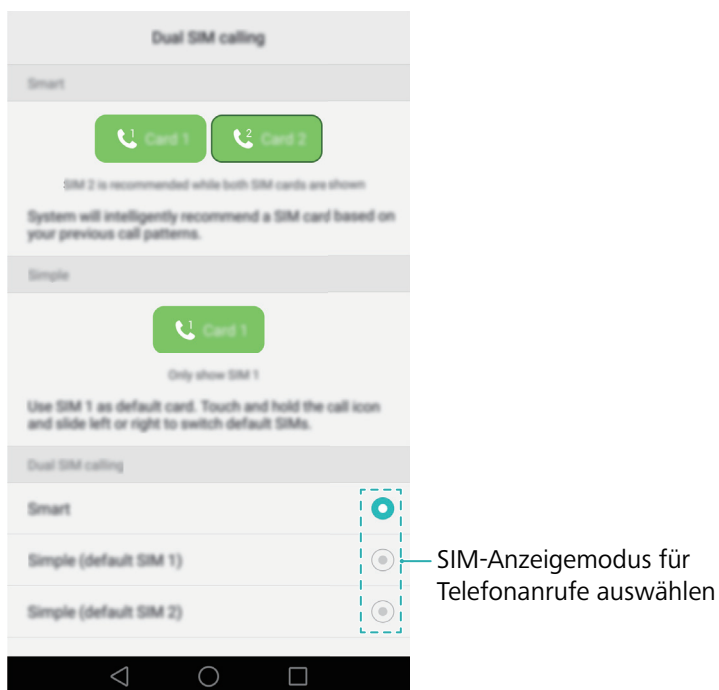 Dual SIM calling
Smart
1 Card 1
2 Card 2
SIM 2 is recommended while both SIM cards are shown
System will intelligently recommend a SIM card based on
your previous call patterns.
Simple
1 Card 1
Only show SIM 1
Use SIM 1 as default card. Touch and hold the call icon
and slide left or right to switch default SIMs.
Dual SIM calling
Smart
Simple (default SIM 1)
Simple (default SIM 2)
SIM-Anzeigemodus für
Telefonanrufe auswählen